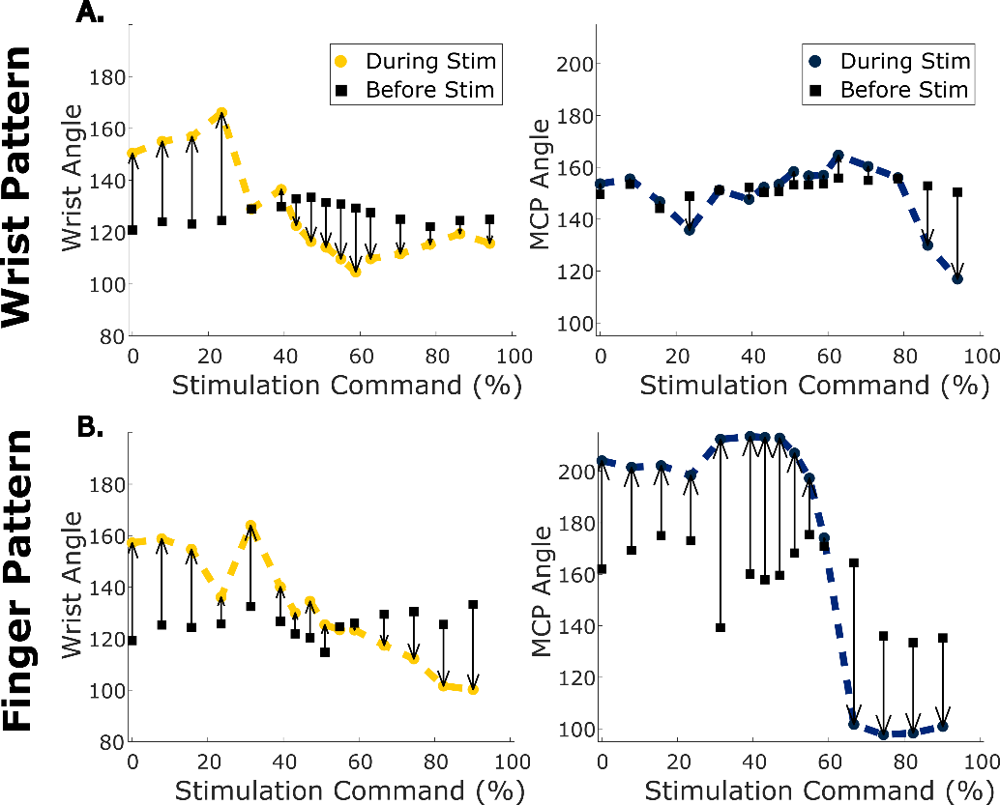 A.
Wrist Pattern
Wrist Angle
180
160
140
120
100
80
During Stim
Before Stim
0 20 40 60 80 100
Stimulation Command (%)
MCP Angle
200
180
160
140
120
100
During Stim
Before Stim
0 20 40 60 80 100
Stimulation Command (%)
B.
Finger Pattern
Wrist Angle
180
160
140
120
100
80
0 20 40 60 80 100
Stimulation Command (%)
MCP Angle
200
180
160
140
120
100
0 20 40 60 80 100
Stimulation Command (%)